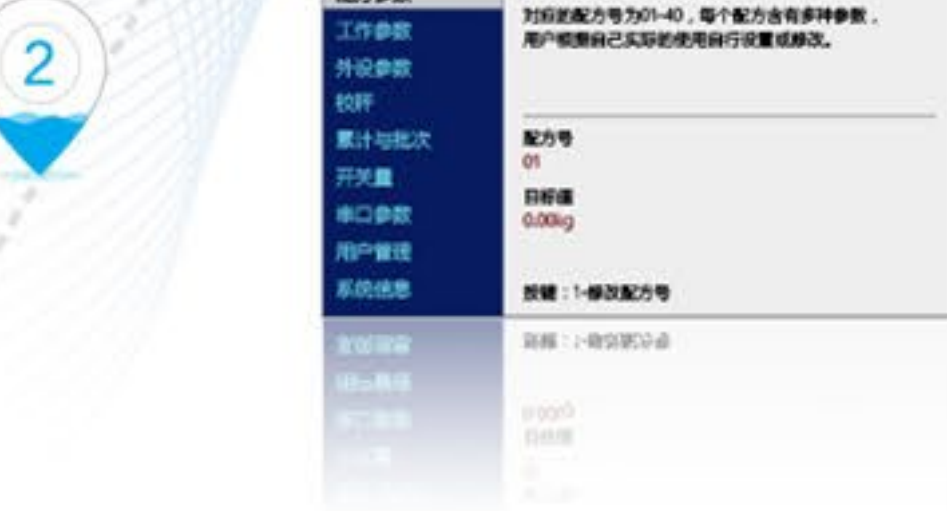 2
工作参数
外设参数
校秤
累计与批次
开关量
串口参数
用户管理
系统信息
对应的配方号为01-40，每个配方含有多种参数，
用户根据自己实际的使用自行设置或修改。
配方号
01
目标值
0.00kg
按键：1-修改配方号